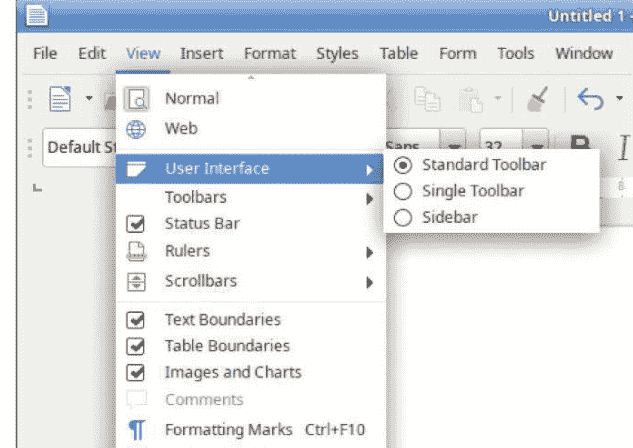 Untitled 1
File Edit View Insert Format Styles Table Form Tools Window
Normal
Web
Default
Sans
32
B I
User Interface
Standard Toolbar
Single Toolbar
Sidebar
Toolbars
Status Bar
Rulers
Scrollbars
Text Boundaries
Table Boundaries
Images and Charts
Comments
Formatting Marks Ctrl+F10